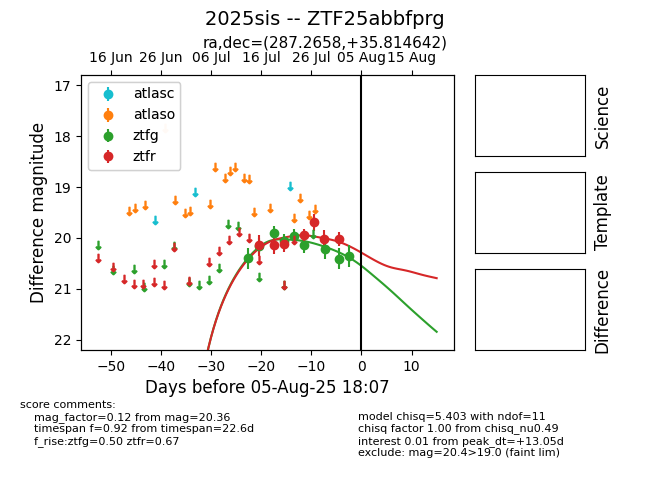 2025sis -- ZTF25abbfprg
ra,dec=(287.2658,+35.814642)
16 Jun 26 Jun 06 Jul 16 Jul 26 Jul 05 Aug 15 Aug
atlasc
atlaso
ztfg
ztfr
17
18
19
20
21
22
Difference magnitude
−50 −40 −30 −20 −10 0 10
Days before 05-Aug-25 18:07
Science
Template
Difference
score comments:
mag_factor=0.12 from mag=20.36
timespan f=0.92 from timespan=22.6d
f_rise:ztfg=0.50 ztfr=0.67
model chisq=5.403 with ndof=11
chisq factor 1.00 from chisq_nu0.49
interest 0.01 from peak_dt=+13.05d
exclude: mag=20.4>19.0 (faint lim)